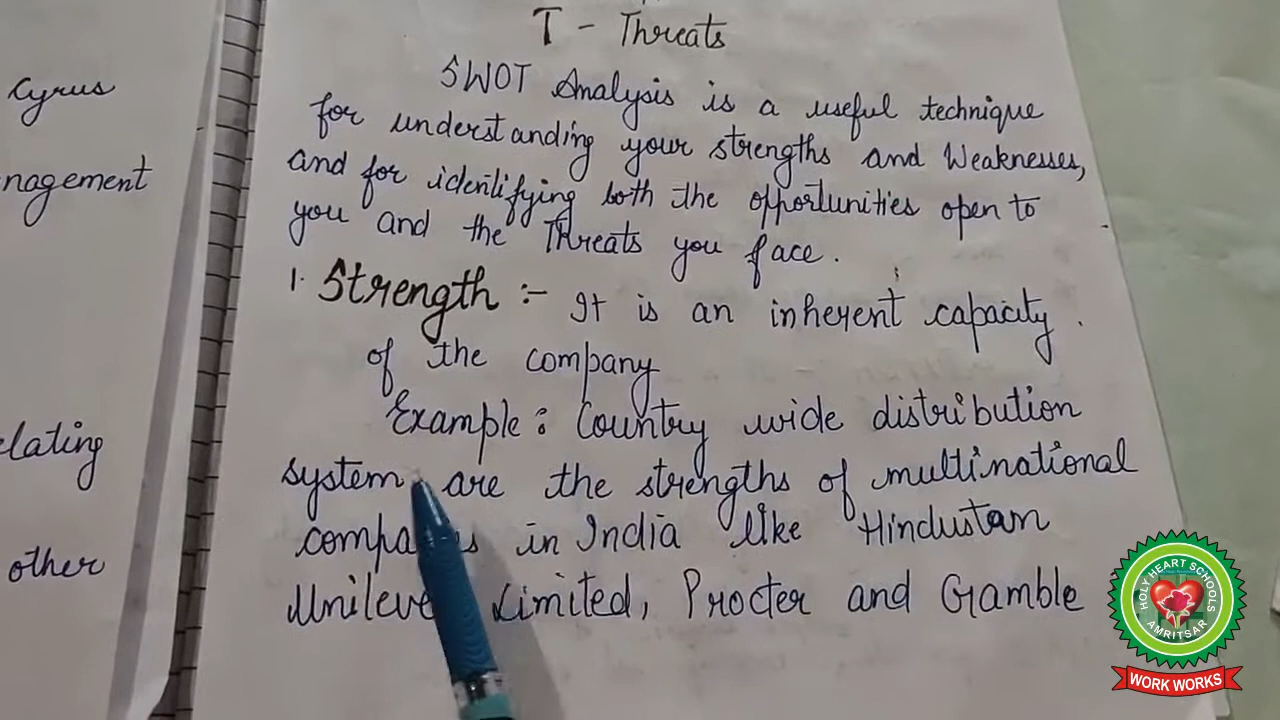 Cyrus
nagement
lating
other
T - Threats
SWOT Analysis is a useful technique
for understanding your strengths and Weaknesses,
and for identifying both the opportunities open to
you and the Threats you face.
1. Strength :- It is an inherent capacity
of the company
Example : Country wide distribution
system are the strengths of multinational
in India like Hindustan
Unileve Limited, Procter and Gamble
HOLY HEART SCHOOLS
AMRITSAR
WORK WORKS